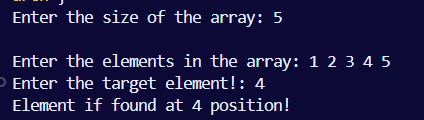 Enter the size of the array: 5
Enter the elements in the array: 1 2 3 4 5
Enter the target element!: 4
Element if found at 4 position!